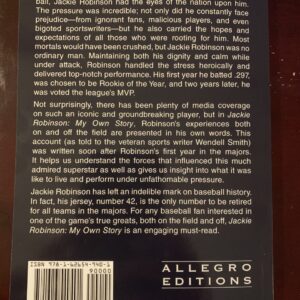 ball, Jackie Robinson had the eyes of the nation upon him.
The pressure was incredible; not only did he constantly face
prejudice—from ignorant fans, malicious players, and even
bigoted sportswriters—but he also carried the hopes and
expectations of all those who were rooting for him. Most
mortals would have been crushed, but Jackie Robinson was
no ordinary man. Maintaining both his dignity and calm while
under attack, Robinson handled the stress heroically and
delivered top-notch performance. His first year he batted .297,
was chosen to be Rookie of the Year, and two years later, he
was voted the league's MVP.
Not surprisingly, there has been plenty of media coverage
on such an iconic and groundbreaking player, but in Jackie
Robinson: My Own Story, Robinson's experiences both
on and off the field are presented in his own words. This
account (as told to the veteran sports writer Wendell Smith)
was written soon after Robinson's first year in the majors.
It helps us understand the forces that influenced this much
admired superstar as well as gives us insight into what it
was like to live and perform under unfathomable pressure.
Jackie Robinson has left an indelible mark on baseball history.
In fact, his jersey, number 42, is the only number to be retired
for all teams in the majors. For any baseball fan interested in
one of the game's true greats, both on the field and off, Jackie
Robinson: My Own Story is an engaging must-read.
ISBN 978-1-62654-940-1
90000
ALLEGRO
EDITIONS